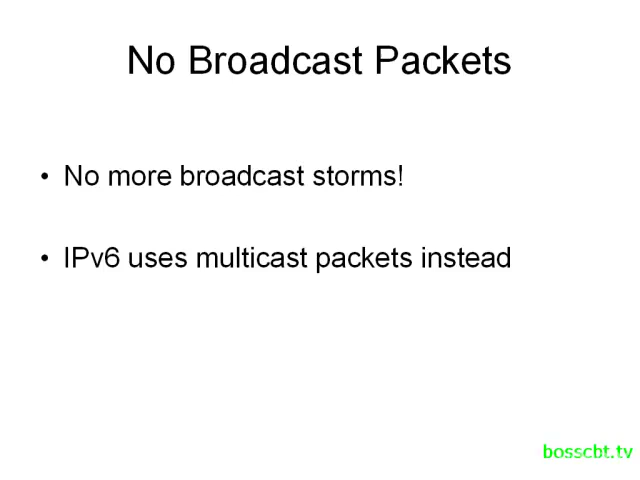 No Broadcast Packets
• No more broadcast storms!
• IPv6 uses multicast packets instead
bosscbt.tv